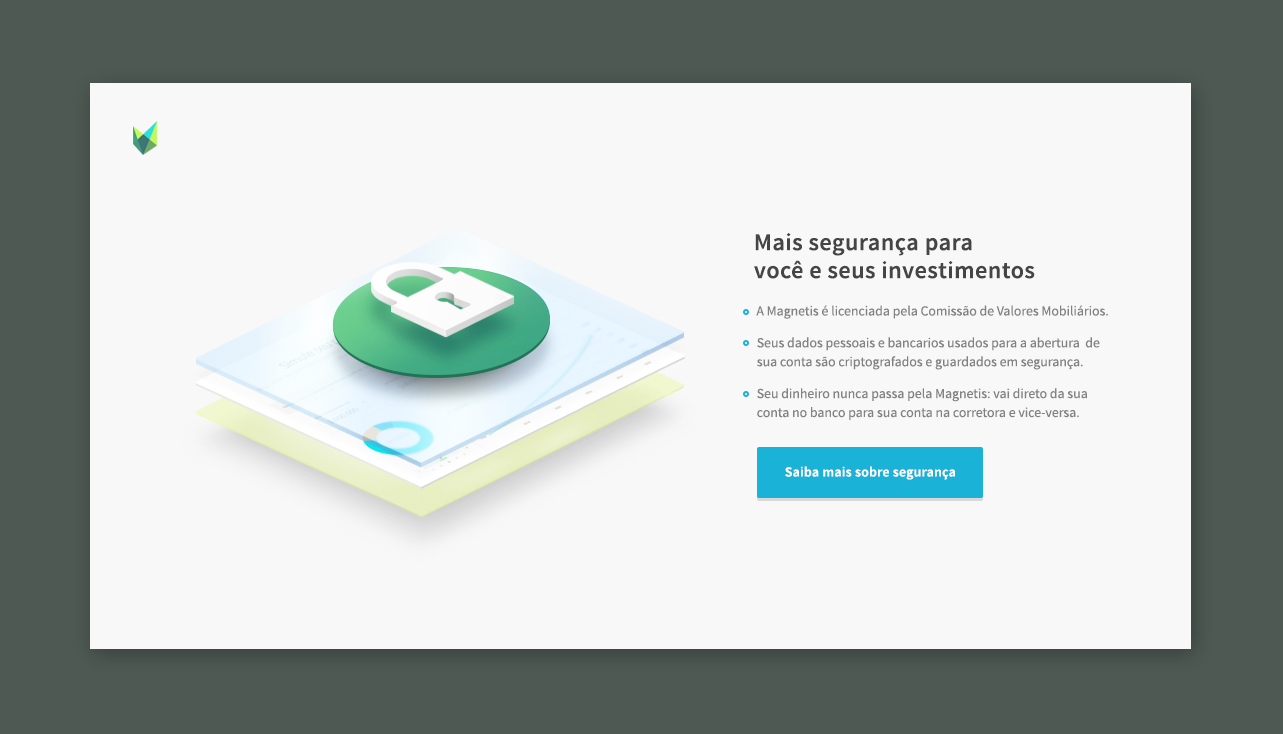 Mais segurança para
você e seus investimentos
A Magnetis é licenciada pela Comissão de Valores Mobiliários.
Seus dados pessoais e bancarios usados para a abertura de
sua conta são criptografados e guardados em segurança.
Seu dinheiro nunca passa pela Magnetis: vai direto da sua
conta no banco para sua conta na corretora e vice-versa.
Saiba mais sobre segurança